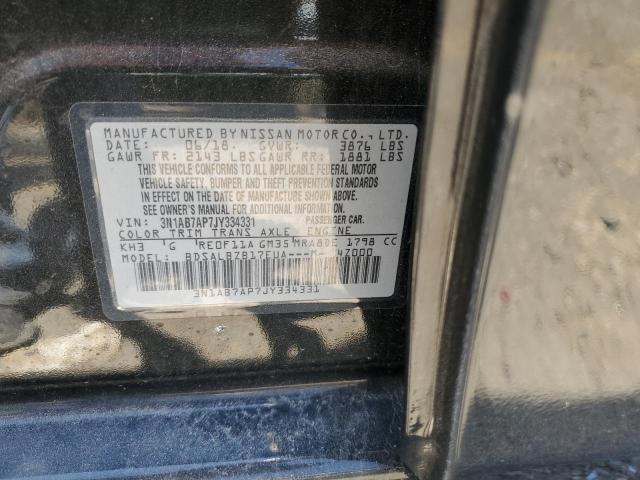 MANUFACTURED BY NISSAN MOTOR CO., LTD.
DATE: 06/18. GVWR: 3876 LBS
GAWR FR: 2143 LBS GAWR RR: 1881 LBS
THIS VEHICLE CONFORMS TO ALL APPLICABLE FEDERAL MOTOR
VEHICLE SAFETY, BUMPER AND THEFT PREVENTION STANDARDS
IN EFFECT ON THE DATE OF MANUFACTURE SHOWN ABOVE.
SEE OWNER'S MANUAL FOR ADDITIONAL INFORMATION.
VIN: 3N1AB7AP7JY334331 PASSENGER CAR.
COLOR TRIM TRANS AXLE ENGINE
KH3 'G RE0F11A GM35 MRA8DE 1798 CC
MODEL: BDSALBZB17EUA---M- 47000
3N1AB7AP7JY334331